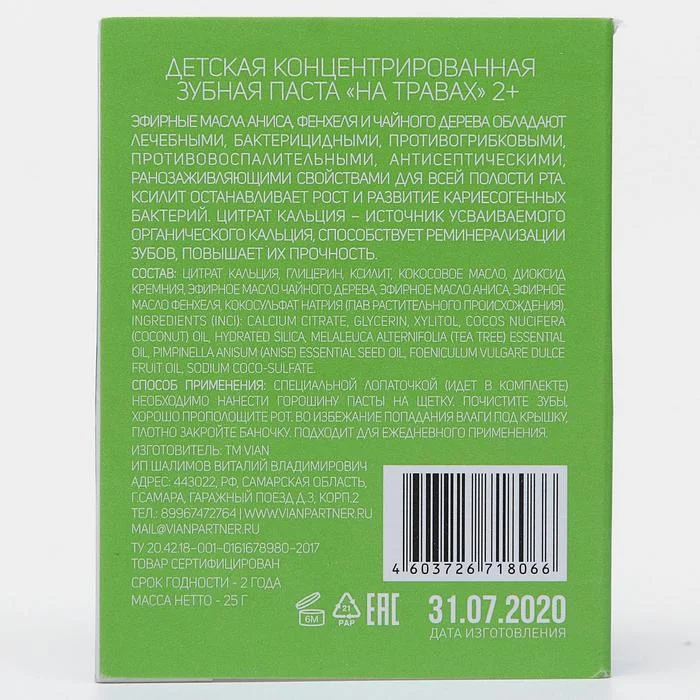 ДЕТСКАЯ КОНЦЕНТРИРОВАННАЯ
ЗУБНАЯ ПАСТА «НА ТРАВАХ» 2+
ЭФИРНЫЕ МАСЛА АНИСА, ФЕНХЕЛЯ И ЧАЙНОГО ДЕРЕВА ОБЛАДАЮТ
ЛЕЧЕБНЫМИ, БАКТЕРИЦИДНЫМИ, ПРОТИВОГРИБКОВЫМИ,
ПРОТИВОВОСПАЛИТЕЛЬНЫМИ, АНТИСЕПТИЧЕСКИМИ,
РАНОЗАЖИВЛЯЮЩИМИ СВОЙСТВАМИ ДЛЯ ВСЕЙ ПОЛОСТИ РТА.
КСИЛИТ ОСТАНАВЛИВАЕТ РОСТ И РАЗВИТИЕ КАРИЕСОГЕННЫХ
БАКТЕРИЙ. ЦИТРАТ КАЛЬЦИЯ – ИСТОЧНИК УСВАИВАЕМОГО
ОРГАНИЧЕСКОГО КАЛЬЦИЯ, СПОСОБСТВУЕТ РЕМИНЕРАЛИЗАЦИИ
ЗУБОВ, ПОВЫШАЕТ ИХ ПРОЧНОСТЬ.
СОСТАВ: ЦИТРАТ КАЛЬЦИЯ, ГЛИЦЕРИН, КСИЛИТ, КОКОСОВОЕ МАСЛО, ДИОКСИД
КРЕМНИЯ, ЭФИРНОЕ МАСЛО ЧАЙНОГО ДЕРЕВА, ЭФИРНОЕ МАСЛО АНИСА, ЭФИРНОЕ
МАСЛО ФЕНХЕЛЯ, КОКОСУЛЬФАТ НАТРИЯ (ПАВ РАСТИТЕЛЬНОГО ПРОИСХОЖДЕНИЯ).
INGREDIENTS (INCI): CALCIUM CITRATE, GLYCERIN, XYLITOL, COCOS NUCIFERA
(COCONUT) OIL, HYDRATED SILICA, MELALEUCA ALTERNIFOLIA (TEA TREE) ESSENTIAL
OIL, PIMPINELLA ANISUM (ANISE) ESSENTIAL SEED OIL, FOENICULUM VULGARE DULCE
FRUIT OIL, SODIUM COCO-SULFATE.
СПОСОБ ПРИМЕНЕНИЯ: СПЕЦИАЛЬНОЙ ЛОПАТОЧКОЙ (ИДЕТ В КОМПЛЕКТЕ)
НЕОБХОДИМО НАНЕСТИ ГОРОШИНУ ПАСТЫ НА ЩЕТКУ. ПОЧИСТИТЕ ЗУБЫ,
ХОРОШО ПРОПОЛОЩИТЕ РОТ. ВО ИЗБЕЖАНИЕ ПОПАДАНИЯ ВЛАГИ ПОД КРЫШКУ,
ПЛОТНО ЗАКРОЙТЕ БАНОЧКУ. ПОДХОДИТ ДЛЯ ЕЖЕДНЕВНОГО ПРИМЕНЕНИЯ.
ИЗГОТОВИТЕЛЬ: ТМ VIAN
ИП ШАЛИМОВ ВИТАЛИЙ ВЛАДИМИРОВИЧ
АДРЕС: 443022, РФ, САМАРСКАЯ ОБЛАСТЬ,
Г.САМАРА, ГАРАЖНЫЙ ПОЕЗД Д.3, КОРП.2
ТЕЛ.: 89967472764 | WWW.VIANPARTNER.RU
MAIL@VIANPARTNER.RU
ТУ 20.42.18-001-0161678980-2017
ТОВАР СЕРТИФИЦИРОВАН
СРОК ГОДНОСТИ - 2 ГОДА
МАССА НЕТТО - 25 Г
4 603726 718066
6M
21
PAP
EAC
31.07.2020
ДАТА ИЗГОТОВЛЕНИЯ